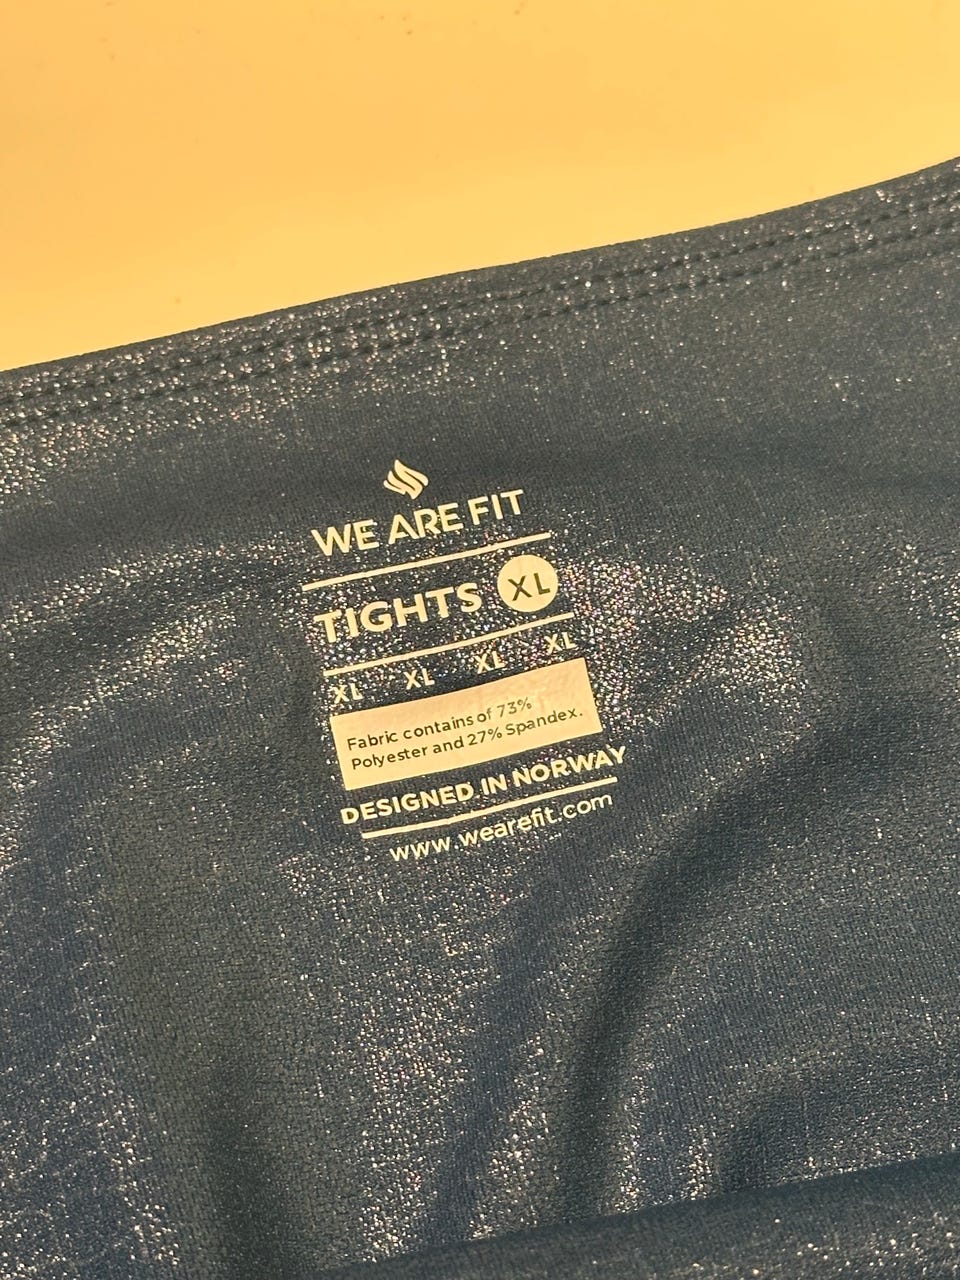 WE ARE FIT
TIGHTS XL
XL XL XL XL
Fabric contains of 73%
Polyester and 27% Spandex.
DESIGNED IN NORWAY
www.wearefit.com